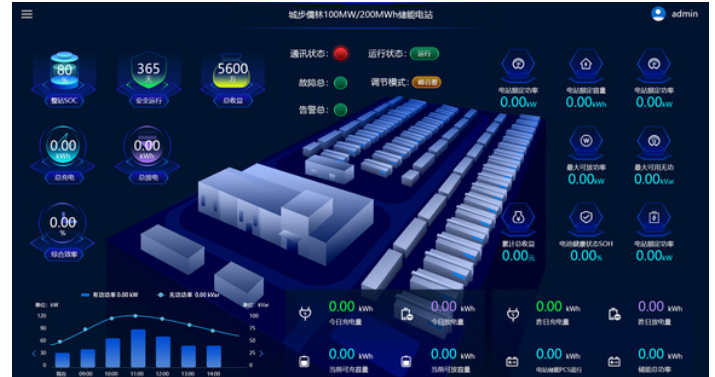 城步儒林100MW/200MWh储能电站
admin
通讯状态： 运行状态： 运行
故障总： 调节模式： 峰谷差
告警总：
80
%
整站SOC
365
天
安全运行
5600
万
总收益
0.00
kWh
总充电
0.00
kWh
总放电
0.00
%
综合效率
电站额定功率
0.00kW
电站额定容量
0.00kWh
电站额定功率
0.00kW
最大可放功率
0.00kW
最大可用无功
0.00kVar
累计总收益
0.00元
电池健康状态SOH
0.00%
电站额定功率
0.00kW
有功功率 0.00 kW 无功功率 0.00 kVar
单位: kW 单位: kVar
120 100
90 75
60 50
30 25
0 0
现在 09:00 10:00 11:00 12:00 13:00 14:00
0.00 kWh
今日充电量
0.00 kWh
今日放电量
0.00 kWh
昨日充电量
0.00 kWh
昨日放电量
0.00 kWh
当前可充容量
0.00 kWh
当前可放容量
0.00 kWh
电站储能PCS运行
0.00 kWh
储能总功率